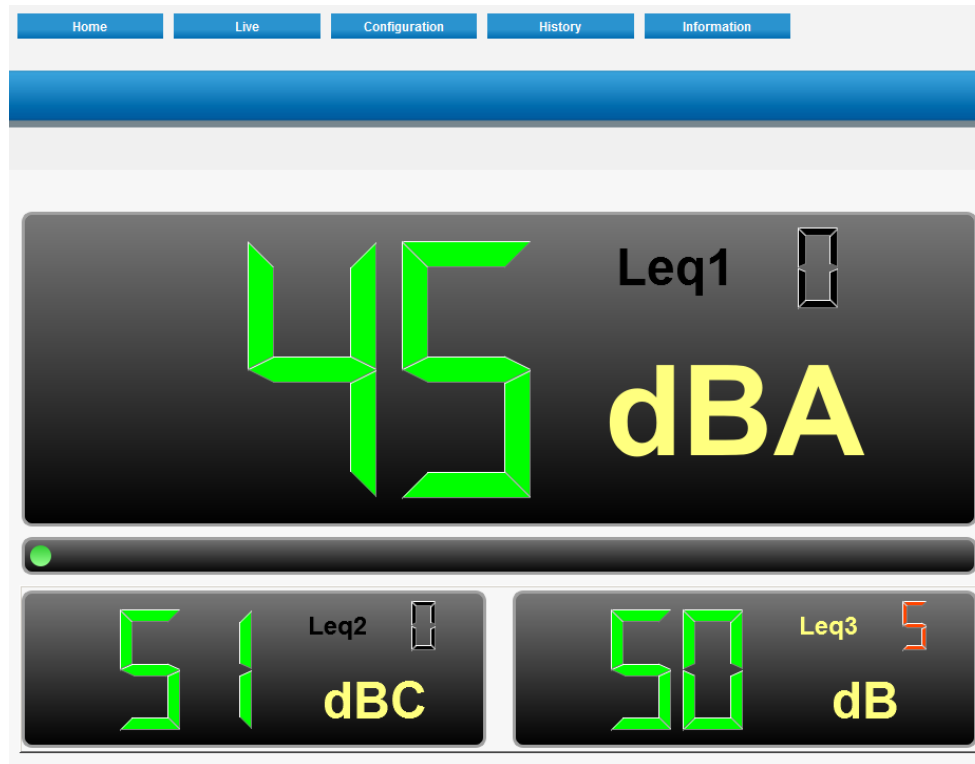 Home Live Configuration History Information
45 Leq1 0
dBA
51 Leq2 0
dBC
50 Leq3 5
dB